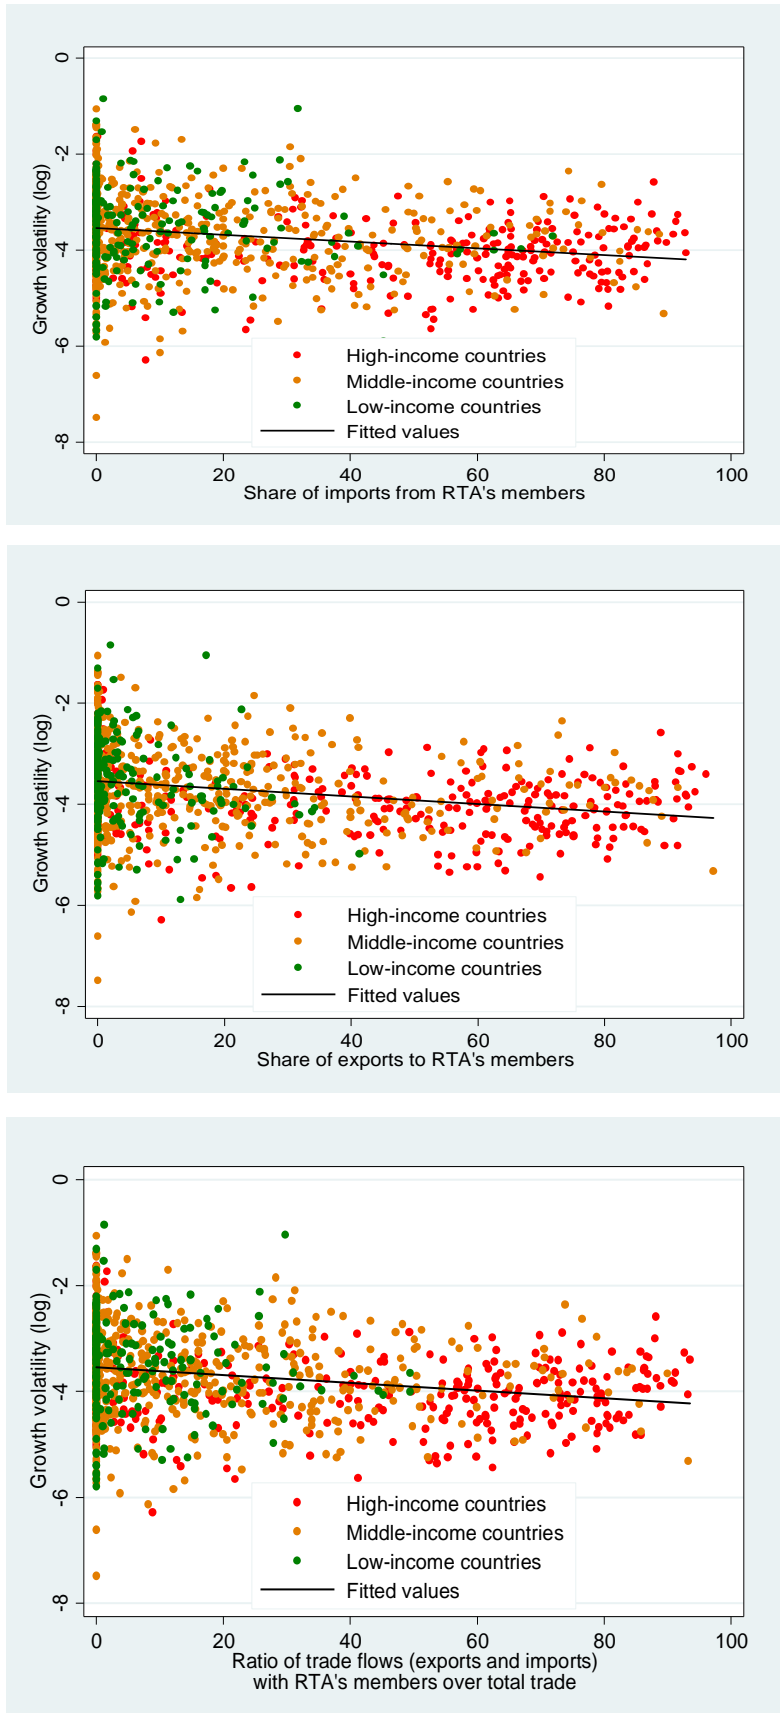 Growth volatility (log)
0
-2
-4
-6
-8
High-income countries
Middle-income countries
Low-income countries
Fitted values
0 20 40 60 80 100
Share of imports from RTA's members
Growth volatility (log)
0
-2
-4
-6
-8
High-income countries
Middle-income countries
Low-income countries
Fitted values
0 20 40 60 80 100
Share of exports to RTA's members
Growth volatility (log)
0
-2
-4
-6
-8
High-income countries
Middle-income countries
Low-income countries
Fitted values
0 20 40 60 80 100
Ratio of trade flows (exports and imports)
with RTA's members over total trade